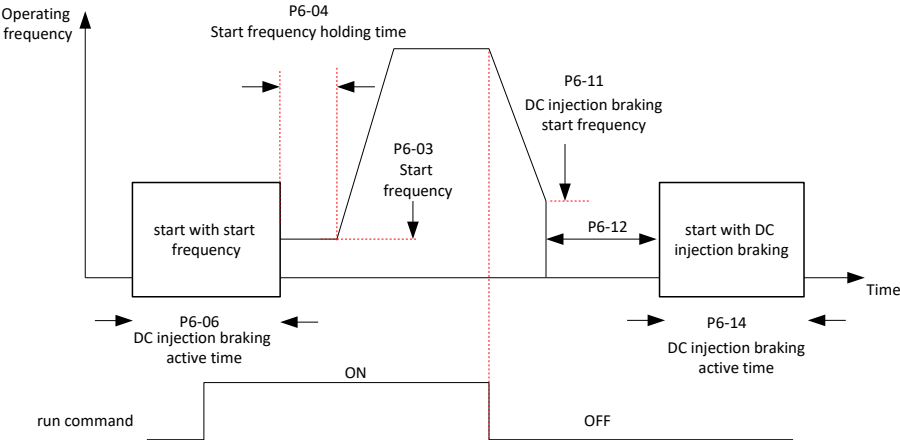 Operating
frequency
P6-04
Start frequency holding time
P6-11
DC injection braking
start frequency
P6-03
Start
frequency
start with start
frequency
P6-12
start with DC
injection braking
Time
P6-06
DC injection braking
active time
P6-14
DC injection braking
active time
ON
run command
OFF